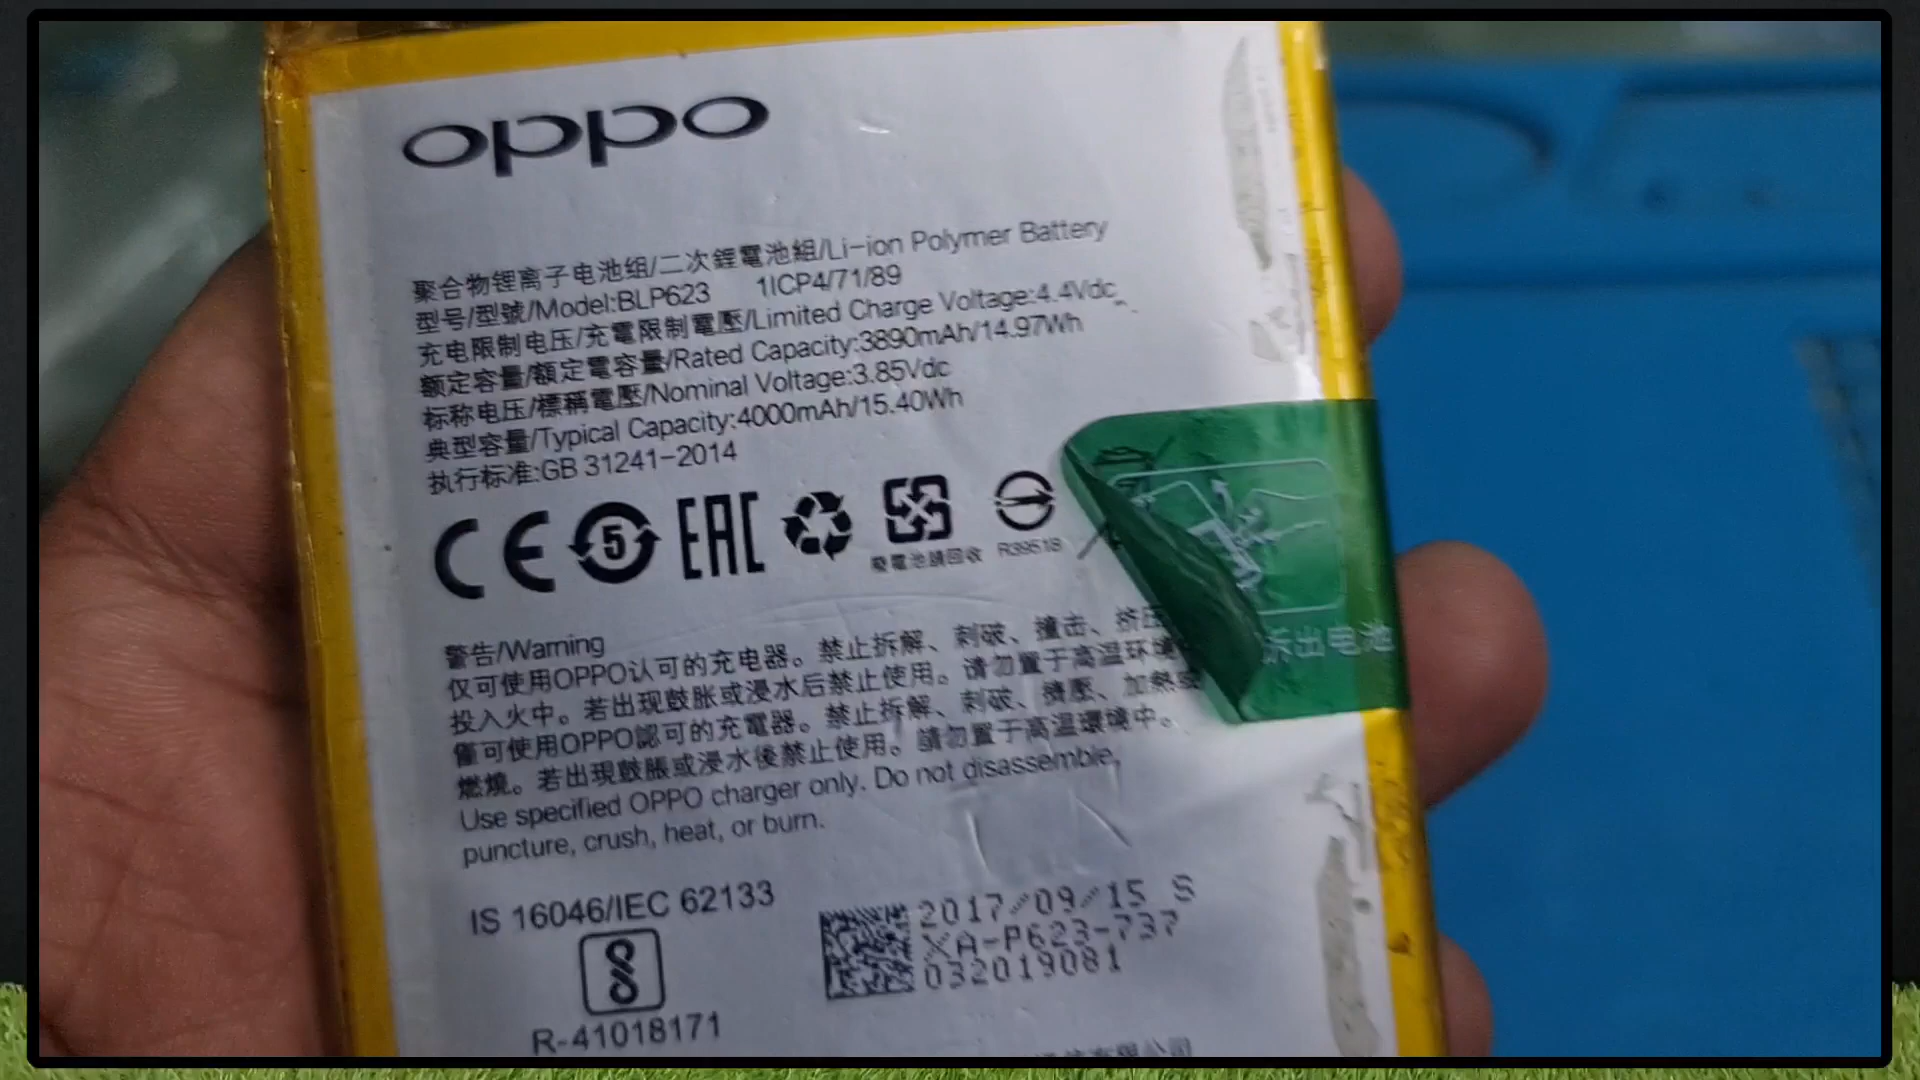 oppo
聚合物锂离子电池组/二次鋰電池組/Li-ion Polymer Battery
型号/型號/Model:BLP623 1ICP4/71/89
充电限制电压/充電限制電壓/Limited Charge Voltage:4.4Vdc
额定容量/額定電容量/Rated Capacity:3890mAh/14.97Wh
标称电压/標稱電壓/Nominal Voltage:3.85Vdc
典型容量/Typical Capacity:4000mAh/15.40Wh
执行标准:GB 31241-2014
CE 5 EAC
廢電池請回收 R39518
警告/Warning
仅可使用OPPO认可的充电器。禁止拆解、刺破、撞击、挤压
投入火中。若出现鼓胀或浸水后禁止使用。请勿置于高温环境
僅可使用OPPO認可的充電器。禁止拆解、刺破、擠壓、加熱或
燃燒。若出現鼓脹或浸水後禁止使用。請勿置于高溫環境中。
Use specified OPPO charger only. Do not disassemble,
puncture, crush, heat, or burn.
拆出电池
IS 16046/IEC 62133
R-41018171
2017/09/15 S
XA-P623-737
032019081
有限公司